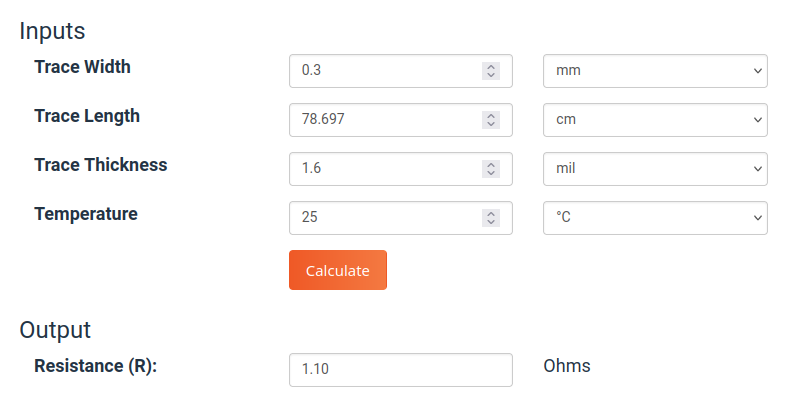 Inputs
Trace Width 0.3 mm
Trace Length 78.697 cm
Trace Thickness 1.6 mil
Temperature 25 °C
Calculate
Output
Resistance (R): 1.10 Ohms